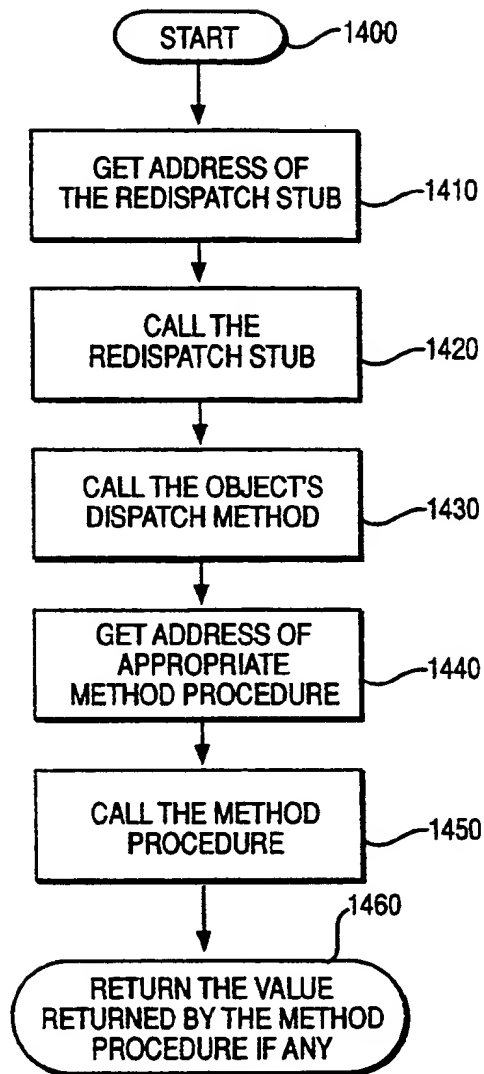 START
1400
GET ADDRESS OF
THE REDISPATCH STUB
1410
CALL THE
REDISPATCH STUB
1420
CALL THE OBJECT'S
DISPATCH METHOD
1430
GET ADDRESS OF
APPROPRIATE
METHOD PROCEDURE
1440
CALL THE METHOD
PROCEDURE
1450
1460
RETURN THE VALUE
RETURNED BY THE METHOD
PROCEDURE IF ANY